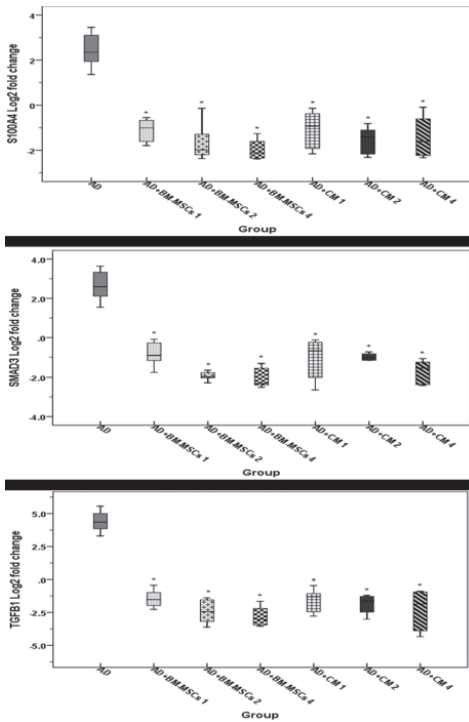 S100A4 Log2 fold change
4
2
0
-2
-4
* * * * * *
AD
AD+BM.MSCs 1
AD+BM.MSCs 2
AD+BM.MSCs 4
AD+CM 1
AD+CM 2
AD+CM 4
Group
SMAD3 Log2 fold change
4.0
2.0
.0
-2.0
-4.0
* * * * * *
AD
AD+BM.MSCs 1
AD+BM.MSCs 2
AD+BM.MSCs 4
AD+CM 1
AD+CM 2
AD+CM 4
Group
TGFB1 Log2 fold change
5.0
2.5
.0
-2.5
-5.0
* * * * * *
AD
AD+BM.MSCs 1
AD+BM.MSCs 2
AD+BM.MSCs 4
AD+CM 1
AD+CM 2
AD+CM 4
Group